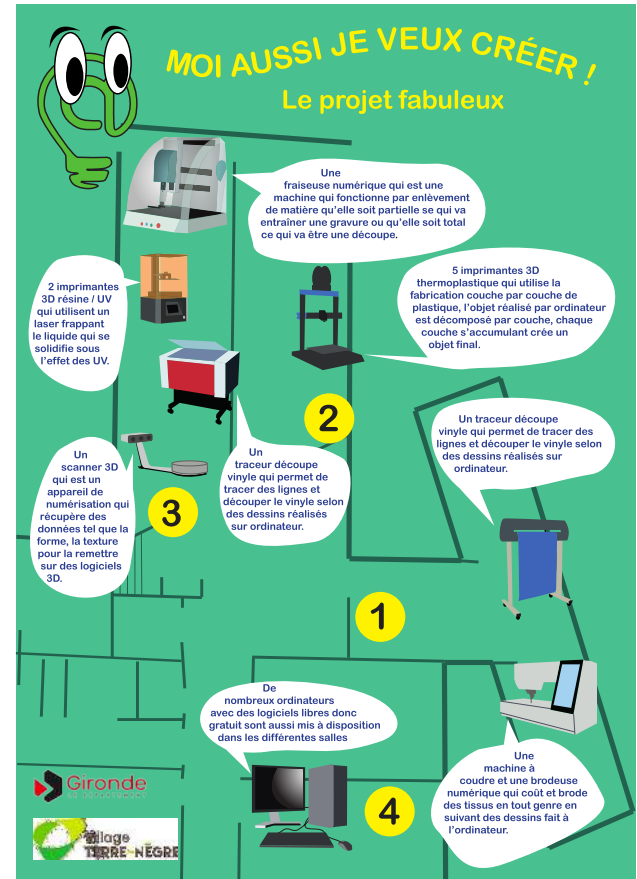 MOI AUSSI JE VEUX CRÉER !
Le projet fabuleux
Une
fraiseuse numérique qui est une
machine qui fonctionne par enlèvement
de matière qu'elle soit partielle se qui va
entraîner une gravure ou qu'elle soit total
ce qui va être une découpe.
2 imprimantes
3D résine / UV
qui utilisent un
laser frappant
le liquide qui se
solidifie sous
l'effet des UV.
5 imprimantes 3D
thermoplastique qui utilise la
fabrication couche par couche de
plastique, l'objet réalisé par ordinateur
est décomposé par couche, chaque
couche s'accumulant crée un
objet final.
2
Un traceur découpe
vinyle qui permet de tracer des
lignes et découper le vinyle selon
des dessins réalisés sur
ordinateur.
Un
scanner 3D
qui est un
appareil de
numérisation qui
récupère des
données tel que la
forme, la texture
pour la remettre
sur des logiciels
3D.
3
Un
traceur découpe
vinyle qui permet de
tracer des lignes et
découper le vinyle selon
des dessins réalisés
sur ordinateur.
1
De
nombreux ordinateurs
avec des logiciels libres donc
gratuit sont aussi mis à disposition
dans les différentes salles
Une
machine à
coudre et une brodeuse
numérique qui coût et brode
des tissus en tout genre en
suivant des dessins fait à
l'ordinateur.
4
Gironde
LE DÉPARTEMENT
Village
TERRE-NÈGRE